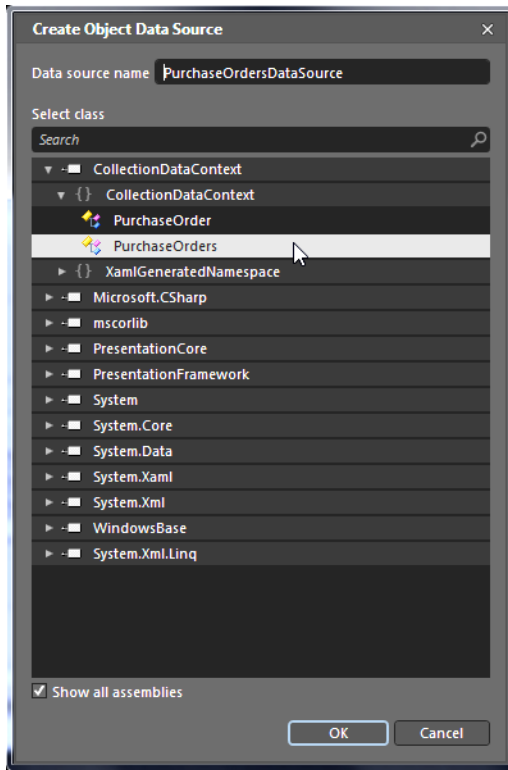 Create Object Data Source
Data source name PurchaseOrdersDataSource
Select class
Search
CollectionDataContext
{} CollectionDataContext
PurchaseOrder
PurchaseOrders
{} XamlGeneratedNamespace
Microsoft.CSharp
mscorlib
PresentationCore
PresentationFramework
System
System.Core
System.Data
System.Xaml
System.Xml
WindowsBase
System.Xml.Linq
Show all assemblies
OK Cancel